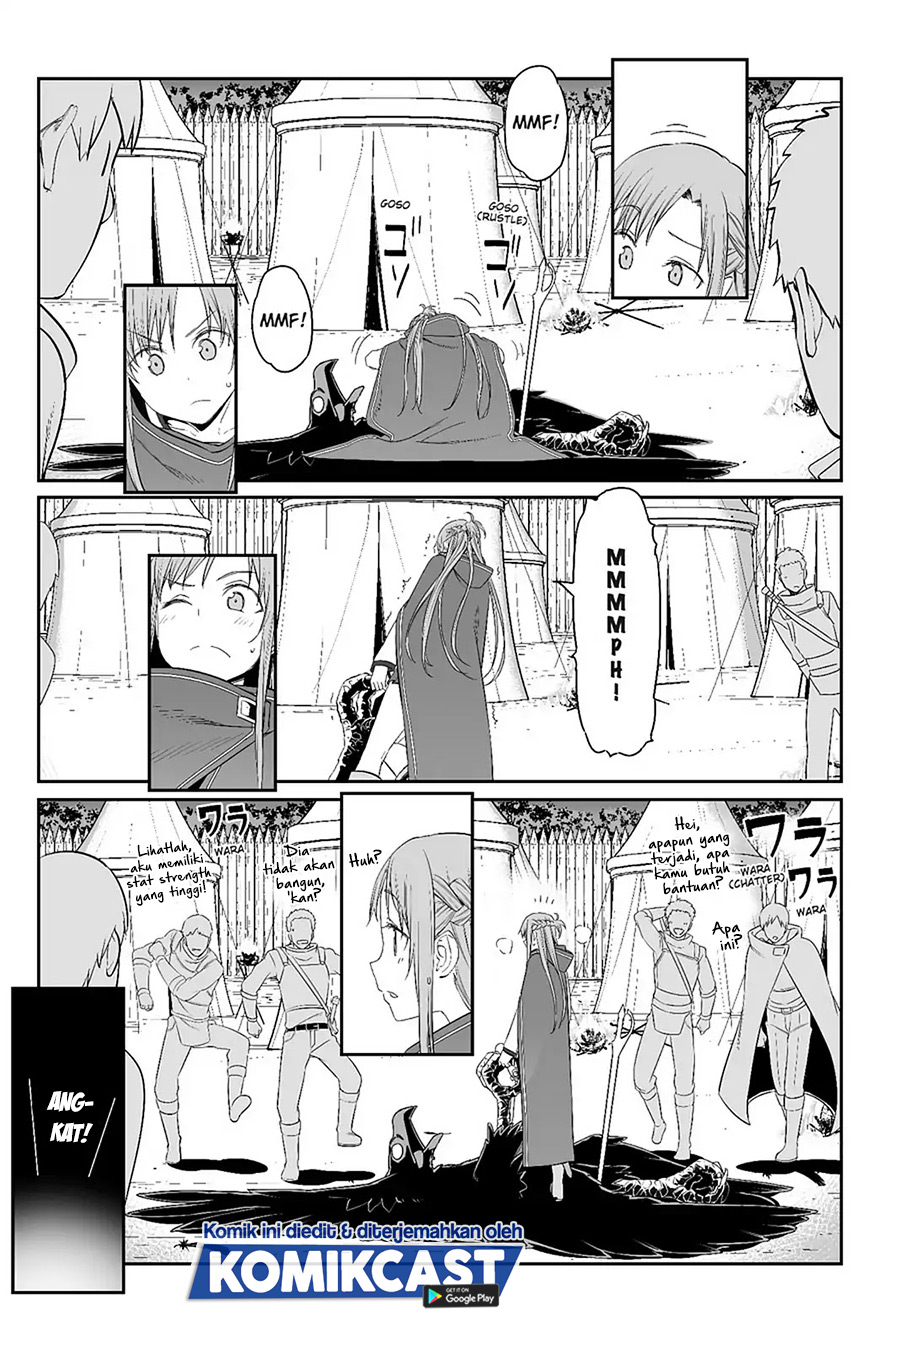 MMF!
GOSO
(RUSTLE)
ゴソ
GOSO
ゴソ
MMF!
MMMMPH!
ワラ
ワラ
WARA
(CHATTER)
WARA
Hei,
apapun yang
terjadi, apa
kamu butuh
bantuan?
Apa
ini?
Huh?
Dia
tidak akan
bangun,
'kan?
ワラ
WARA
Lihatlah,
aku memiliki
stat strength
yang tinggi!
ANG-
KAT!
Komik ini diedit & diterjemahkan oleh
KOMIKCAST
GET IT ON
Google Play